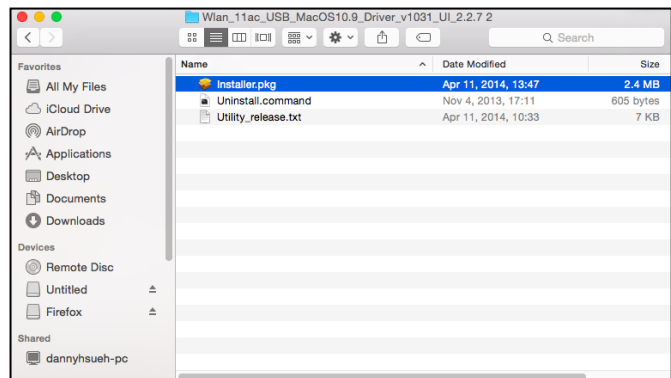 Wlan_11ac_USB_MacOS10.9_Driver_v1031_UI_2.2.7 2
Search
Favorites
All My Files
iCloud Drive
AirDrop
Applications
Desktop
Documents
Downloads
Devices
Remote Disc
Untitled
Firefox
Shared
dannyhsueh-pc
Name Date Modified Size
Installer.pkg Apr 11, 2014, 13:47 2.4 MB
Uninstall.command Nov 4, 2013, 17:11 605 bytes
Utility_release.txt Apr 11, 2014, 10:33 7 KB